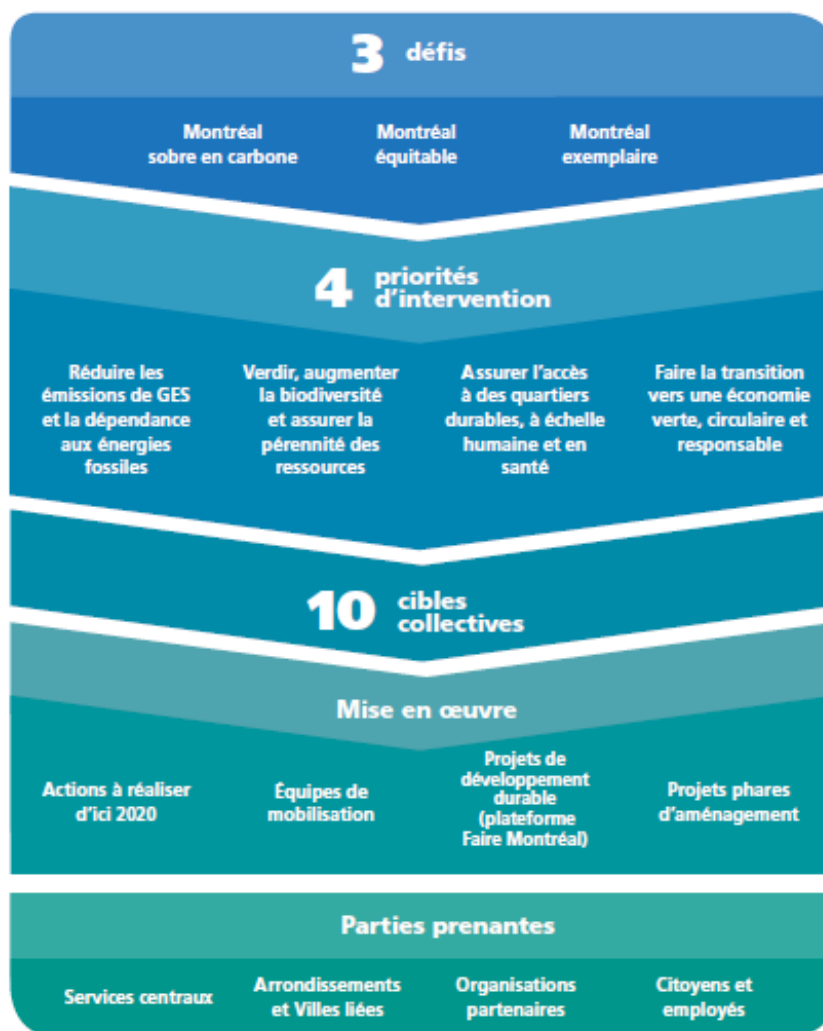 3 défis
Montréal
sobre en carbone
Montréal
équitable
Montréal
exemplaire
4 priorités
d'intervention
Réduire les
émissions de GES
et la dépendance
aux énergies
fossiles
Verdir, augmenter
la biodiversité
et assurer la
pérennité des
ressources
Assurer l'accès
à des quartiers
durables, à échelle
humaine et en
santé
Faire la transition
vers une économie
verte, circulaire et
responsable
10 cibles
collectives
Mise en œuvre
Actions à réaliser
d'ici 2020
Équipes de
mobilisation
Projets de
développement
durable
(plateforme
Faire Montréal)
Projets phares
d'aménagement
Parties prenantes
Services centraux
Arrondissements
et Villes liées
Organisations
partenaires
Citoyens et
employés